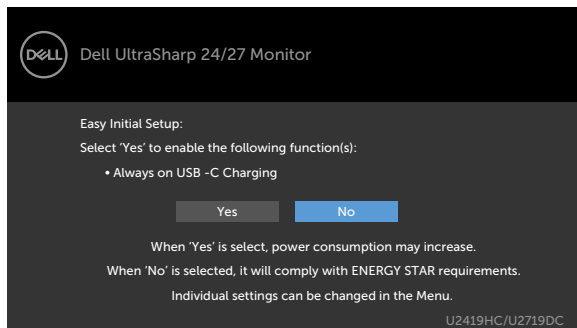 DELL
Dell UltraSharp 24/27 Monitor
Easy Initial Setup:
Select ‘Yes’ to enable the following function(s):
• Always on USB -C Charging
Yes No
When ‘Yes’ is select, power consumption may increase.
When ‘No’ is selected, it will comply with ENERGY STAR requirements.
Individual settings can be changed in the Menu.
U2419HC/U2719DC